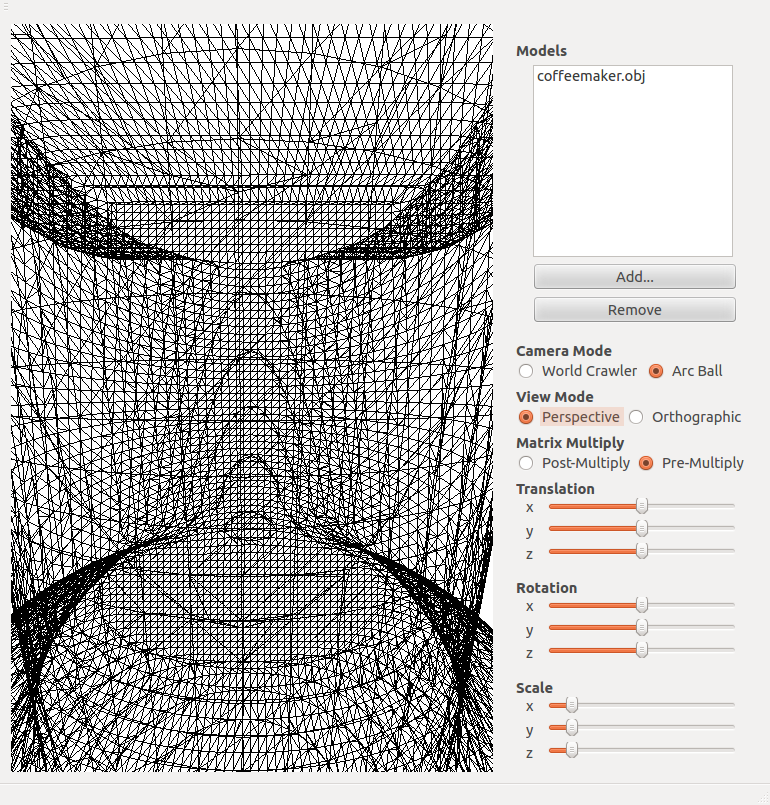 Models
coffeemaker.obj
Add...
Remove
Camera Mode
World Crawler Arc Ball
View Mode
Perspective Orthographic
Matrix Multiply
Post-Multiply Pre-Multiply
Translation
x
y
z
Rotation
x
y
z
Scale
x
y
z